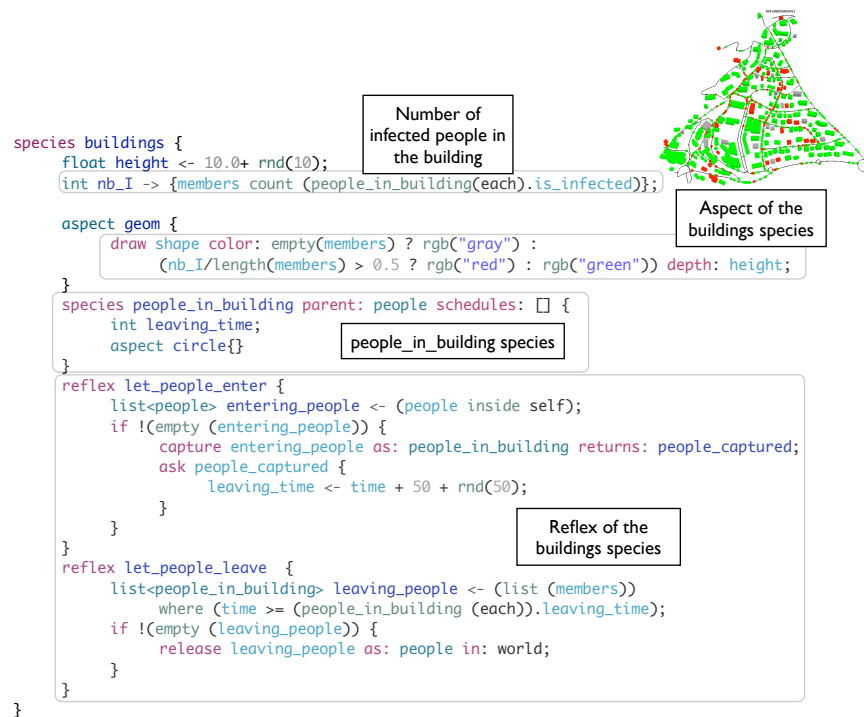 Number of
infected people in
the building
species buildings {
float height <- 10.0+ rnd(10);
int nb_I -> {members count (people_in_building(each).is_infected)};
Aspect of the
buildings species
aspect geom {
draw shape color: empty(members) ? rgb("gray") :
(nb_I/length(members) > 0.5 ? rgb("red") : rgb("green")) depth: height;
}
species people_in_building parent: people schedules: [] {
int leaving_time;
aspect circle{}
people_in_building species
}
reflex let_people_enter {
list<people> entering_people <- (people inside self);
if !(empty (entering_people)) {
capture entering_people as: people_in_building returns: people_captured;
ask people_captured {
leaving_time <- time + 50 + rnd(50);
}
}
}
Reflex of the
buildings species
reflex let_people_leave  {
list<people_in_building> leaving_people <- (list (members))
where (time >= (people_in_building (each)).leaving_time);
if !(empty (leaving_people)) {
release leaving_people as: people in: world;
}
}
}